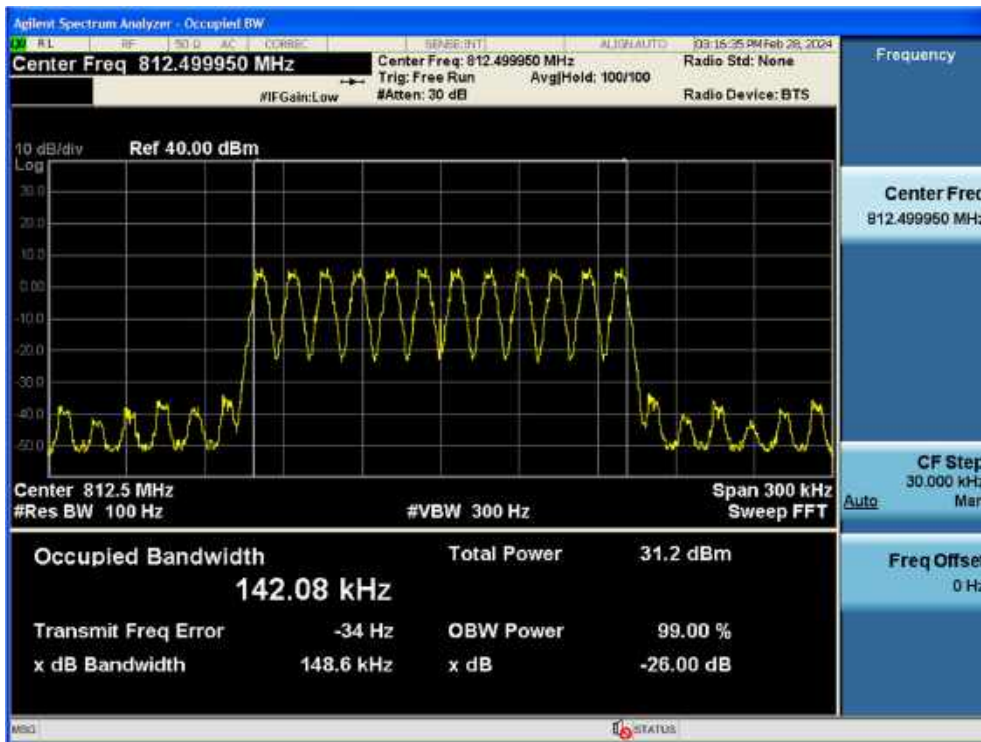 Agilent Spectrum Analyzer - Occupied BW
RL RF 50 Ω AC CORREC SENSE:INT ALIGN AUTO 03:16:35 PM Feb 28, 2024
Center Freq 812.499950 MHz
Center Freq: 812.499950 MHz
Radio Std: None
Trig: Free Run Avg|Hold: 100/100
#IFGain:Low
#Atten: 30 dB
Radio Device: BTS
Frequency
10 dB/div Ref 40.00 dBm
Log
30.0
20.0
10.0
0.00
-10.0
-20.0
-30.0
-40.0
-50.0
Center 812.5 MHz
Span 300 kHz
#Res BW 100 Hz
#VBW 300 Hz
Sweep FFT
Occupied Bandwidth
142.08 kHz
Total Power 31.2 dBm
Transmit Freq Error -34 Hz
OBW Power 99.00 %
x dB Bandwidth 148.6 kHz
x dB -26.00 dB
Center Freq
812.499950 MHz
CF Step
30.000 kHz
Auto Man
Freq Offset
0 Hz
MSG
STATUS